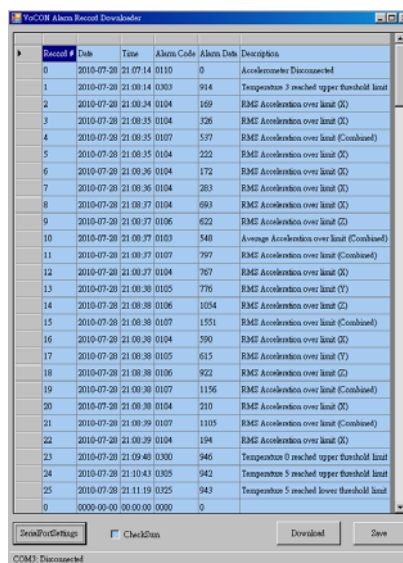 VoCON Alarm Record Downloader
Record # Date Time Alarm Code Alarm Data Description
0 2010-07-28 21:07:14 0110 0 Accelerometer Disconnected
1 2010-07-28 21:08:14 0303 914 Temperature 3 reached upper threshold limit
2 2010-07-28 21:08:34 0104 169 RMS Acceleration over limit (X)
3 2010-07-28 21:08:35 0104 326 RMS Acceleration over limit (X)
4 2010-07-28 21:08:35 0107 537 RMS Acceleration over limit (Combined)
5 2010-07-28 21:08:35 0104 222 RMS Acceleration over limit (X)
6 2010-07-28 21:08:36 0104 172 RMS Acceleration over limit (X)
7 2010-07-28 21:08:36 0104 283 RMS Acceleration over limit (X)
8 2010-07-28 21:08:37 0104 693 RMS Acceleration over limit (X)
9 2010-07-28 21:08:37 0106 622 RMS Acceleration over limit (Z)
10 2010-07-28 21:08:37 0103 548 Average Acceleration over limit (Combined)
11 2010-07-28 21:08:37 0107 797 RMS Acceleration over limit (Combined)
12 2010-07-28 21:08:37 0104 767 RMS Acceleration over limit (X)
13 2010-07-28 21:08:38 0105 776 RMS Acceleration over limit (Y)
14 2010-07-28 21:08:38 0106 1054 RMS Acceleration over limit (Z)
15 2010-07-28 21:08:38 0107 1551 RMS Acceleration over limit (Combined)
16 2010-07-28 21:08:38 0104 590 RMS Acceleration over limit (X)
17 2010-07-28 21:08:38 0105 615 RMS Acceleration over limit (Y)
18 2010-07-28 21:08:38 0106 922 RMS Acceleration over limit (Z)
19 2010-07-28 21:08:38 0107 1156 RMS Acceleration over limit (Combined)
20 2010-07-28 21:08:38 0104 210 RMS Acceleration over limit (X)
21 2010-07-28 21:08:39 0107 1105 RMS Acceleration over limit (Combined)
22 2010-07-28 21:08:39 0104 194 RMS Acceleration over limit (X)
23 2010-07-28 21:09:48 0300 946 Temperature 0 reached upper threshold limit
24 2010-07-28 21:10:43 0305 942 Temperature 5 reached upper threshold limit
25 2010-07-28 21:11:19 0325 943 Temperature 5 reached lower threshold limit
0 0000-00-00 00:00:00 0000 0
SerialPortSettings CheckSum Download Save
COM3: Disconnected